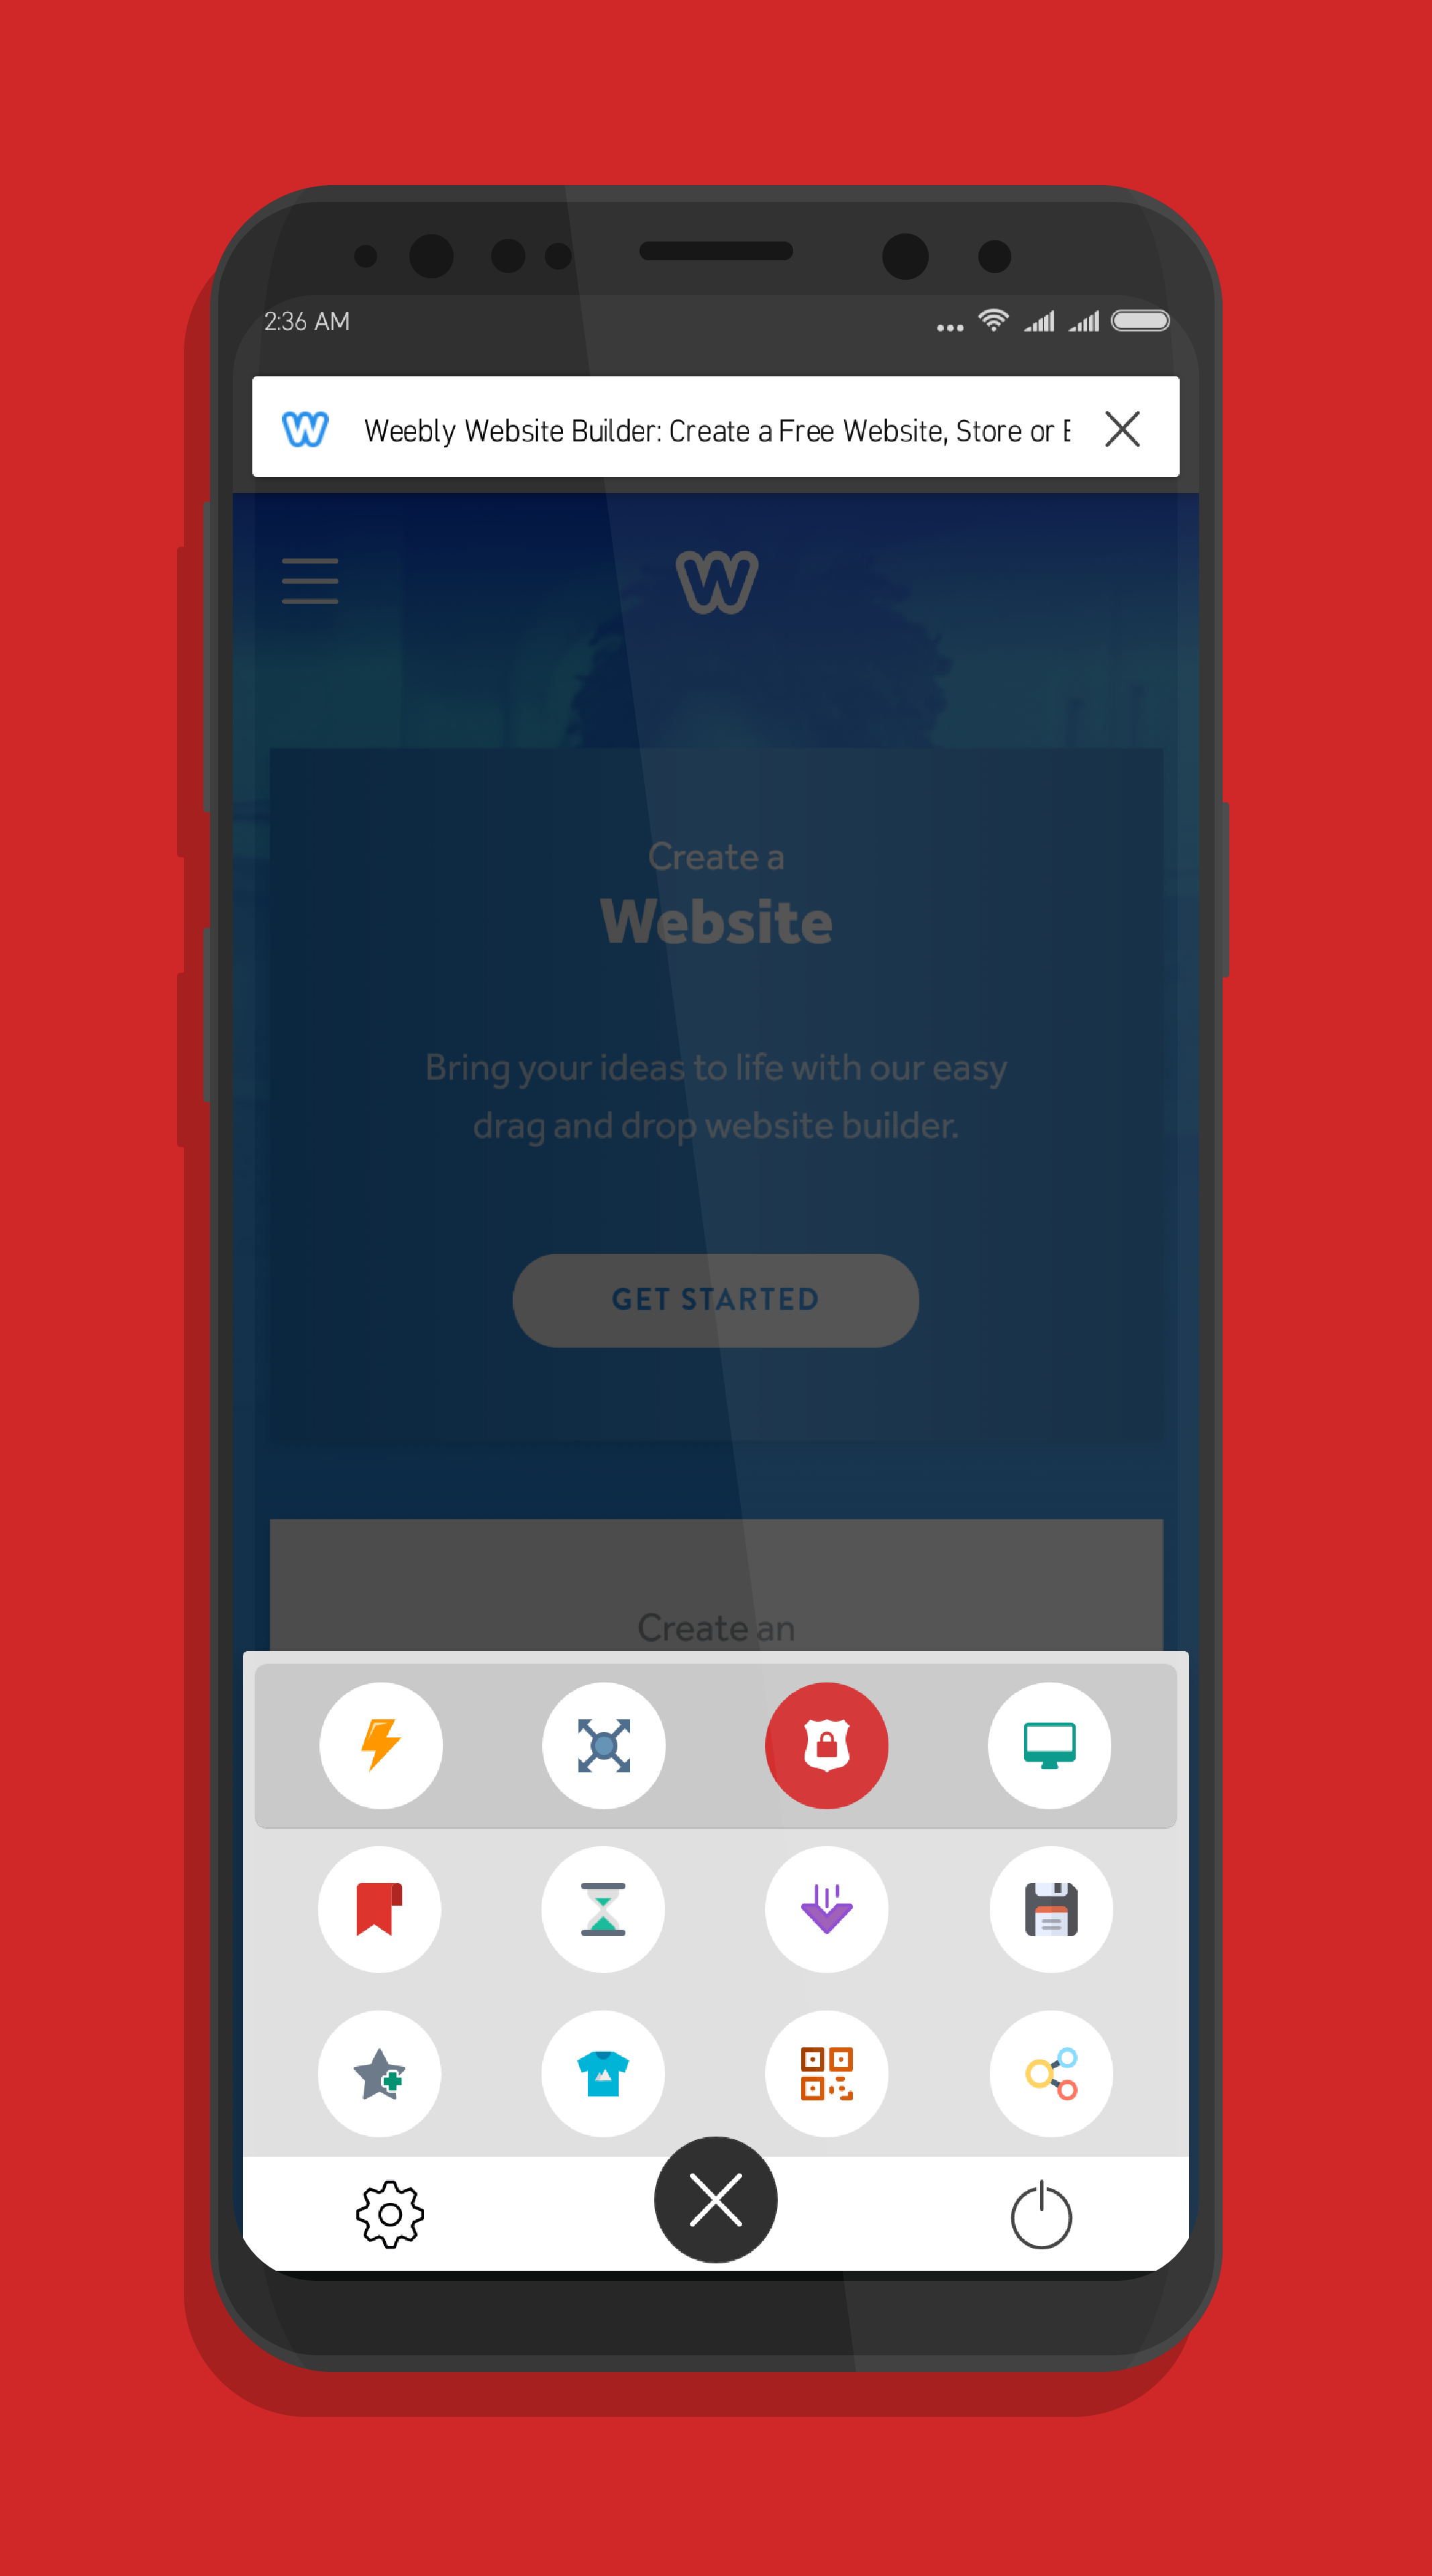 2:36 AM
Weebly Website Builder: Create a Free Website, Store or
Create a
Website
Bring your ideas to life with our easy
drag and drop website builder.
GET STARTED
Create an